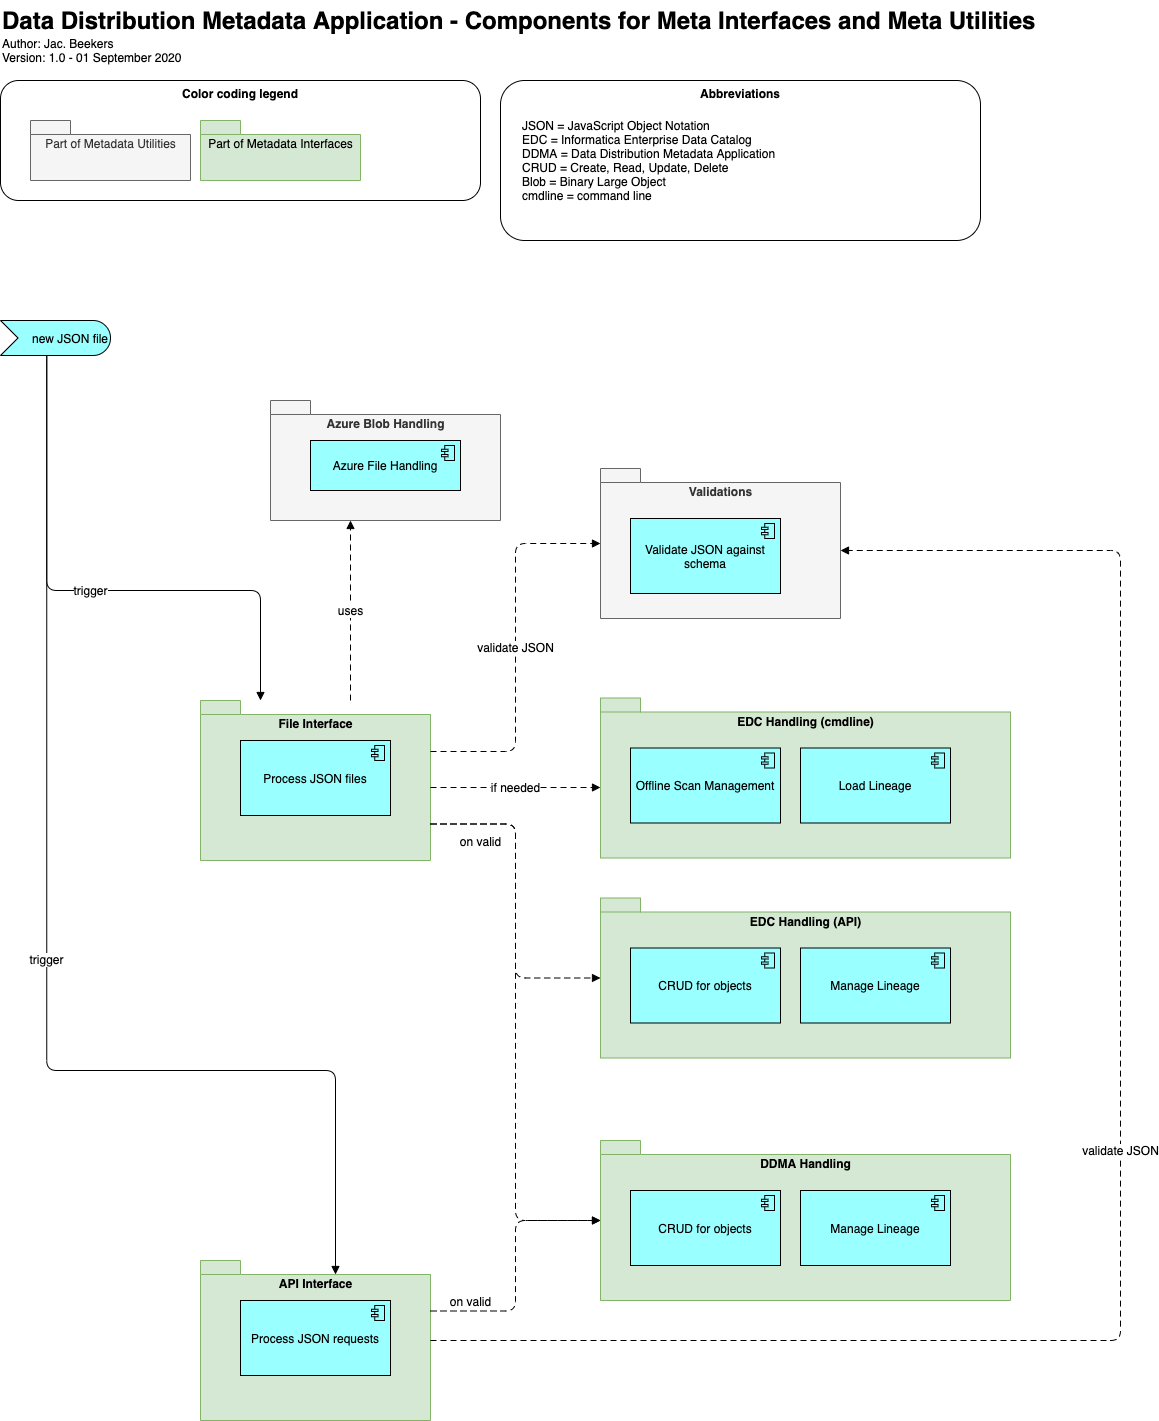 Data Distribution Metadata Application - Components for Meta Interfaces and Meta Utilities
Author: Jac. Beekers
Version: 1.0 - 01 September 2020
Color coding legend
Part of Metadata Utilities
Part of Metadata Interfaces
Abbreviations
JSON = JavaScript Object Notation
EDC = Informatica Enterprise Data Catalog
DDMA = Data Distribution Metadata Application
CRUD = Create, Read, Update, Delete
Blob = Binary Large Object
cmdline = command line
new JSON file
Azure Blob Handling
Azure File Handling
Validations
Validate JSON against
schema
trigger
uses
validate JSON
File Interface
Process JSON files
EDC Handling (cmdline)
Offline Scan Management
Load Lineage
if needed
on valid
EDC Handling (API)
CRUD for objects
Manage Lineage
trigger
validate JSON
DDMA Handling
CRUD for objects
Manage Lineage
API Interface
on valid
Process JSON requests